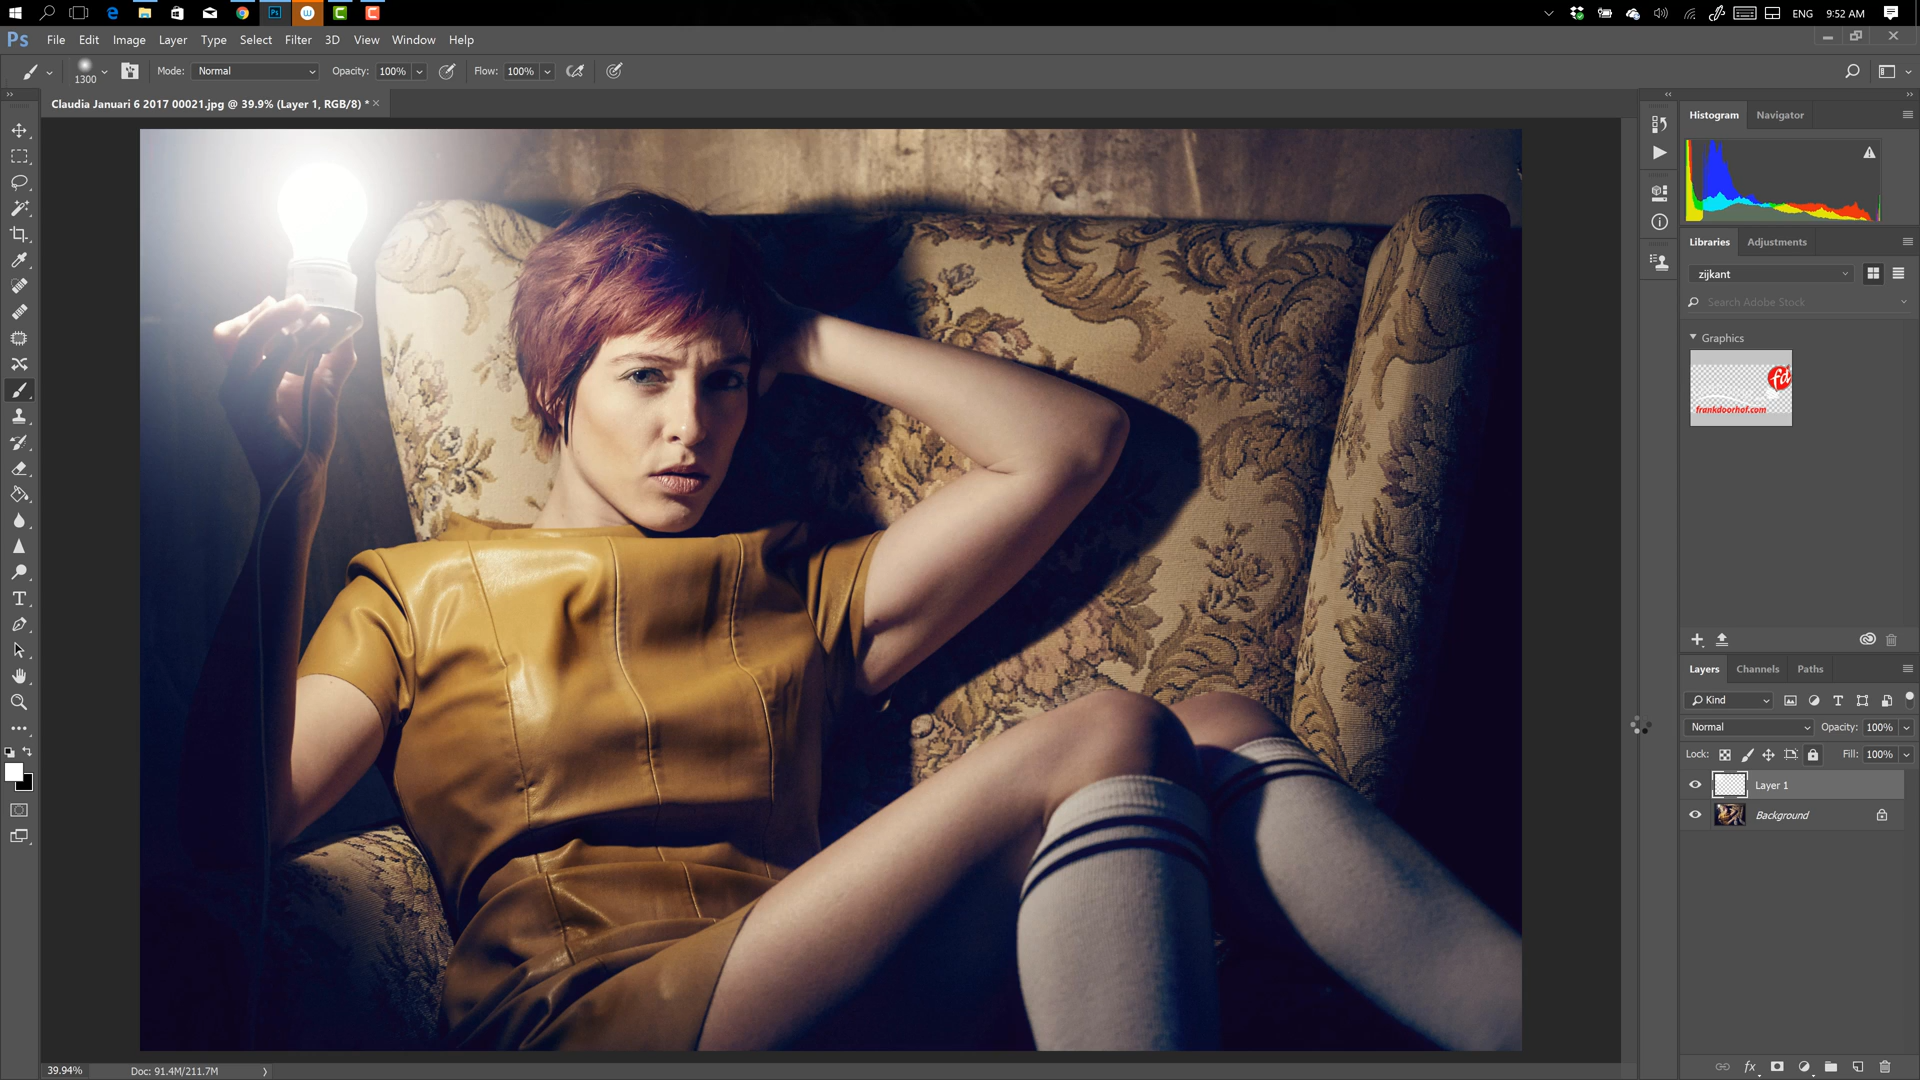 ENG 9:52 AM
Ps File Edit Image Layer Type Select Filter 3D View Window Help
1300 Mode: Normal Opacity: 100% Flow: 100%
Claudia Januari 6 2017 00021.jpg @ 39.9% (Layer 1, RGB/8) * ×
Histogram Navigator
Libraries Adjustments
zijkant
Search Adobe Stock
Graphics
fd
frankdoorhof.com
Layers Channels Paths
Kind
Normal Opacity: 100%
Lock: Fill: 100%
Layer 1
Background
39.94% Doc: 91.4M/211.7M
fx